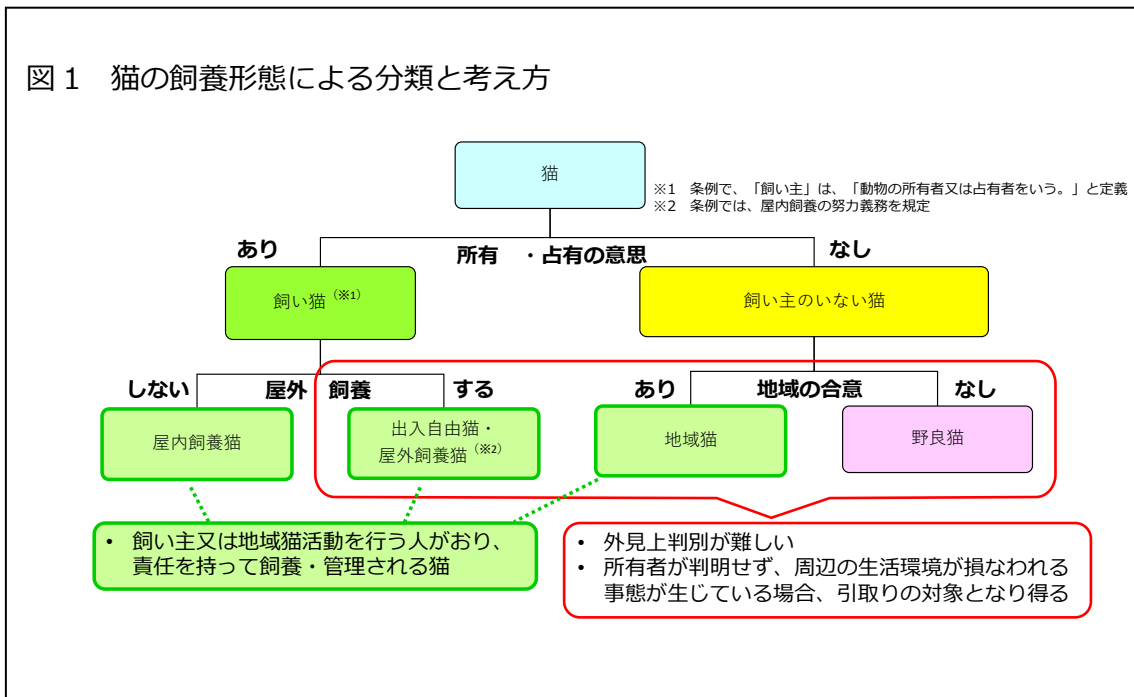 図1 猫の飼養形態による分類と考え方
猫
※1 条例で、「飼い主」は、「動物の所有者又は占有者をいう。」と定義
※2 条例では、屋内飼養の努力義務を規定
あり
所有 ・占有の意思
なし
飼い猫(※1)
飼い主のいない猫
しない
屋外 飼養
する
あり
地域の合意
なし
屋内飼養猫
出入自由猫・
屋外飼養猫(※2)
地域猫
野良猫
• 飼い主又は地域猫活動を行う人がおり、
責任を持って飼養・管理される猫
• 外見上判別が難しい
• 所有者が判明せず、周辺の生活環境が損なわれる
事態が生じている場合、引取りの対象となり得る